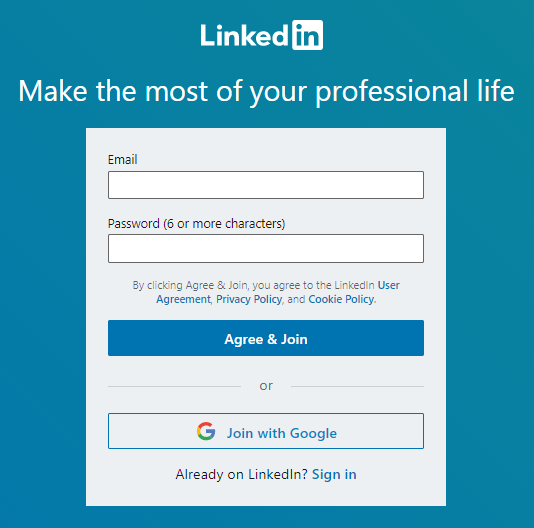 Linked in
Make the most of your professional life
Email
Password (6 or more characters)
By clicking Agree & Join, you agree to the LinkedIn User
Agreement, Privacy Policy, and Cookie Policy.
Agree & Join
or
Join with Google
Already on LinkedIn? Sign in